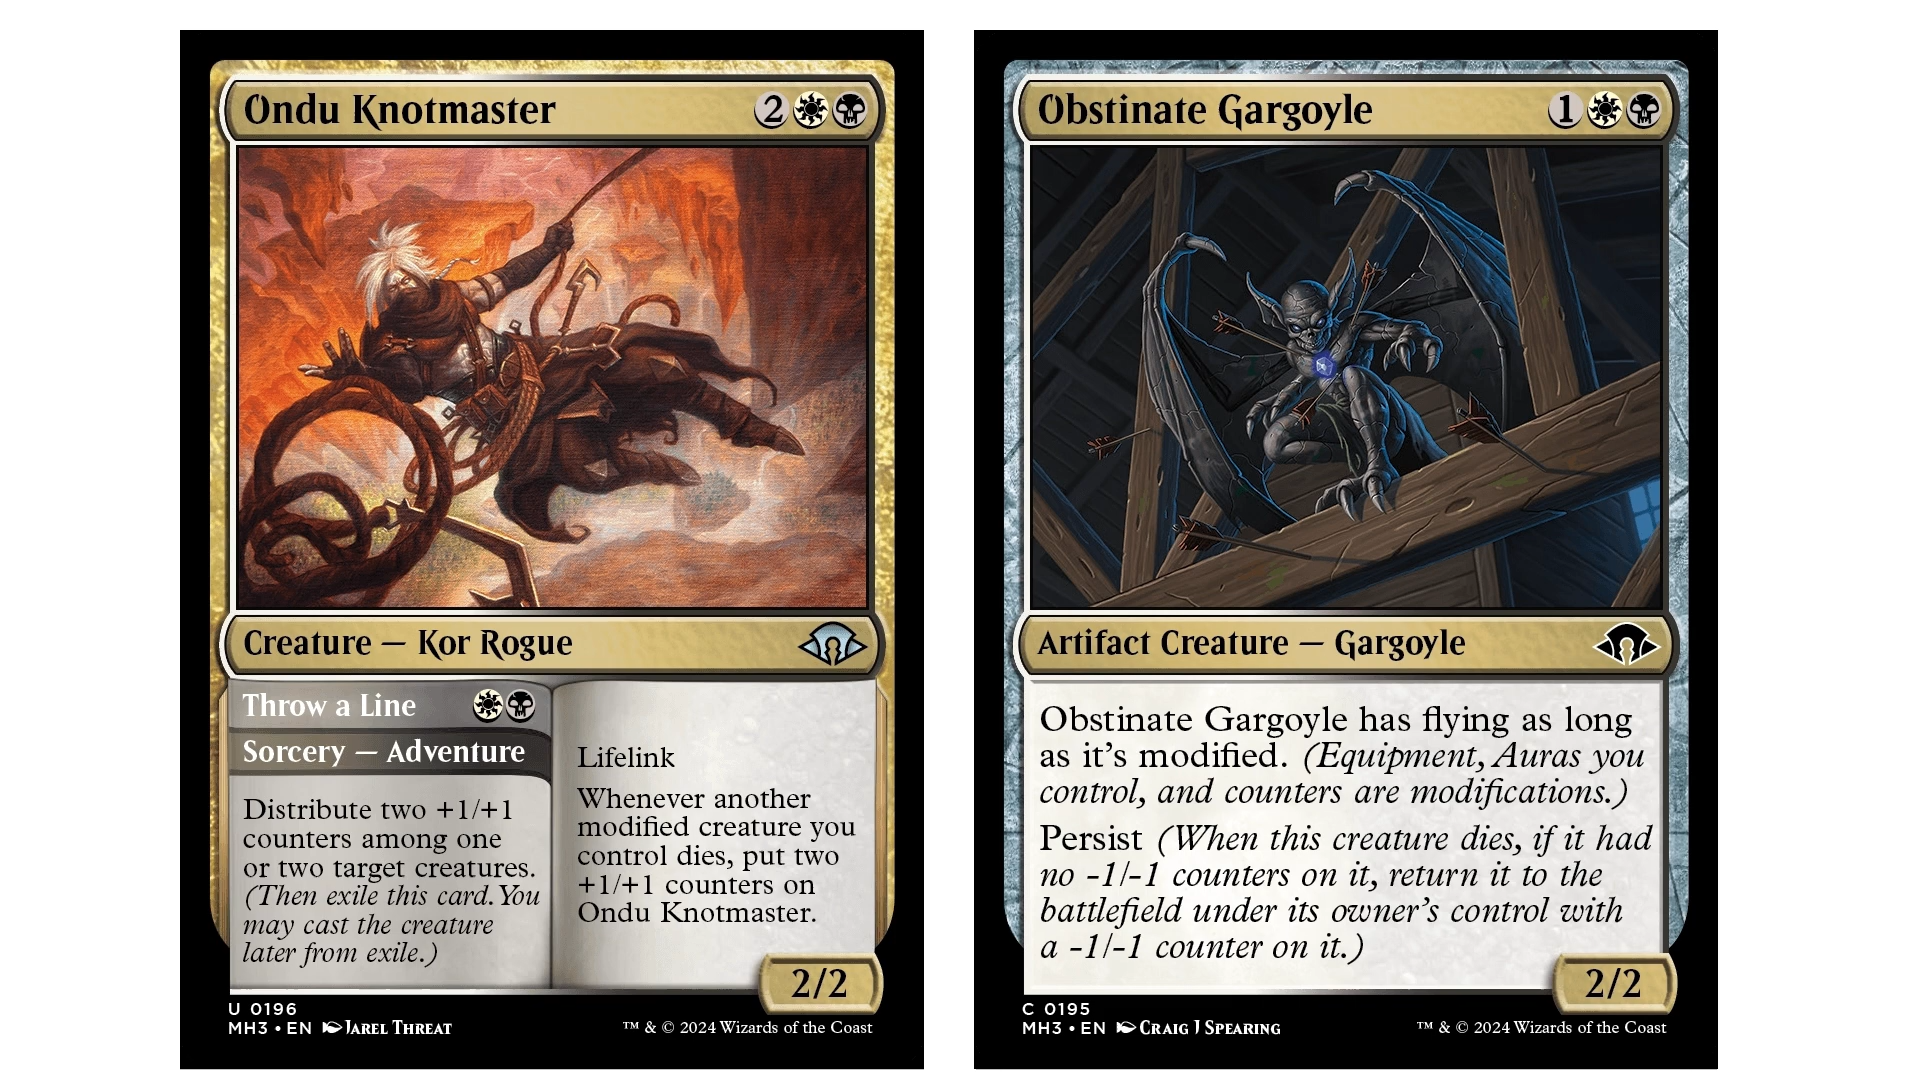 Ondu Knotmaster 2
Creature — Kor Rogue
Throw a Line
Sorcery — Adventure
Distribute two +1/+1
counters among one
or two target creatures.
(Then exile this card. You
may cast the creature
later from exile.)
Lifelink
Whenever another
modified creature you
control dies, put two
+1/+1 counters on
Ondu Knotmaster.
2/2
U 0196
MH3 • EN Jarel Threat
™ & © 2024 Wizards of the Coast
Obstinate Gargoyle 1
Artifact Creature — Gargoyle
Obstinate Gargoyle has flying as long
as it's modified. (Equipment, Auras you
control, and counters are modifications.)
Persist (When this creature dies, if it had
no -1/-1 counters on it, return it to the
battlefield under its owner's control with
a -1/-1 counter on it.)
2/2
C 0195
MH3 • EN Craig J Spearing
™ & © 2024 Wizards of the Coast